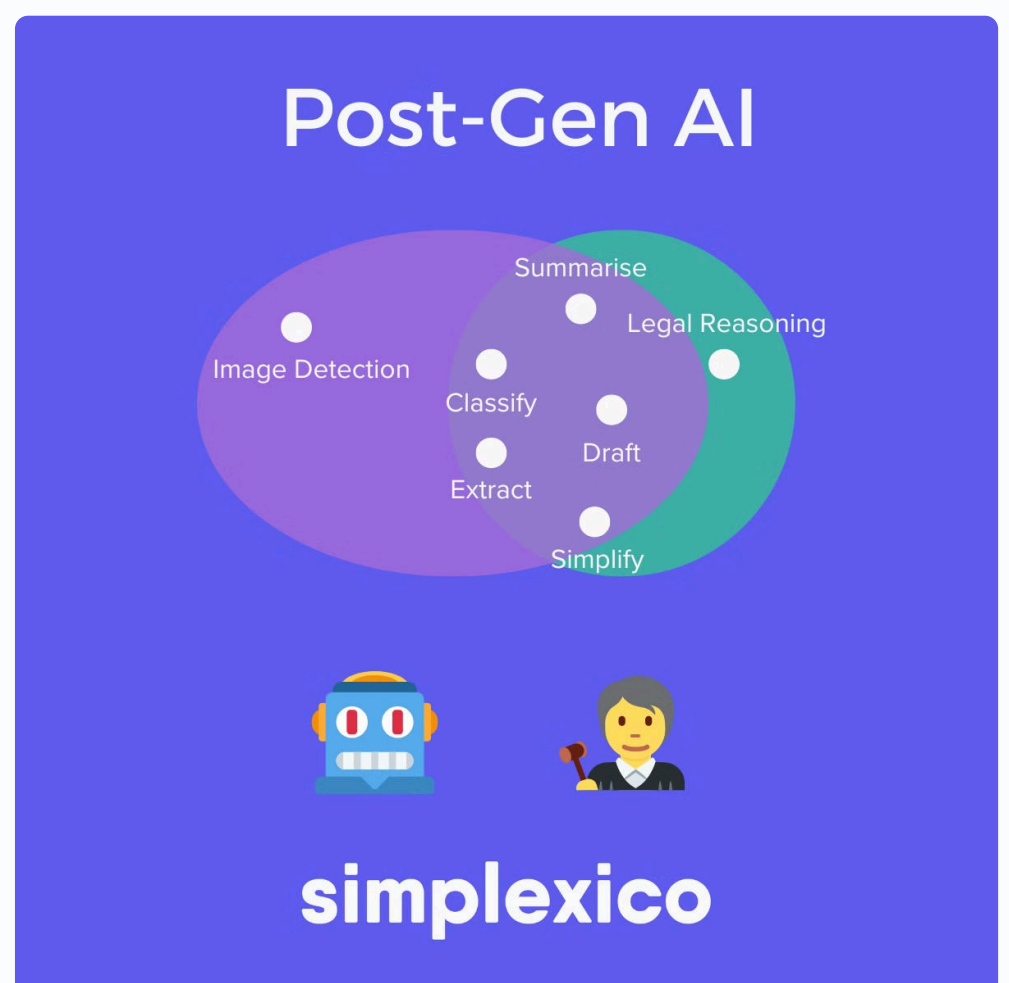 Post-Gen AI
Summarise
Legal Reasoning
Image Detection
Classify
Draft
Extract
Simplify
simplexico